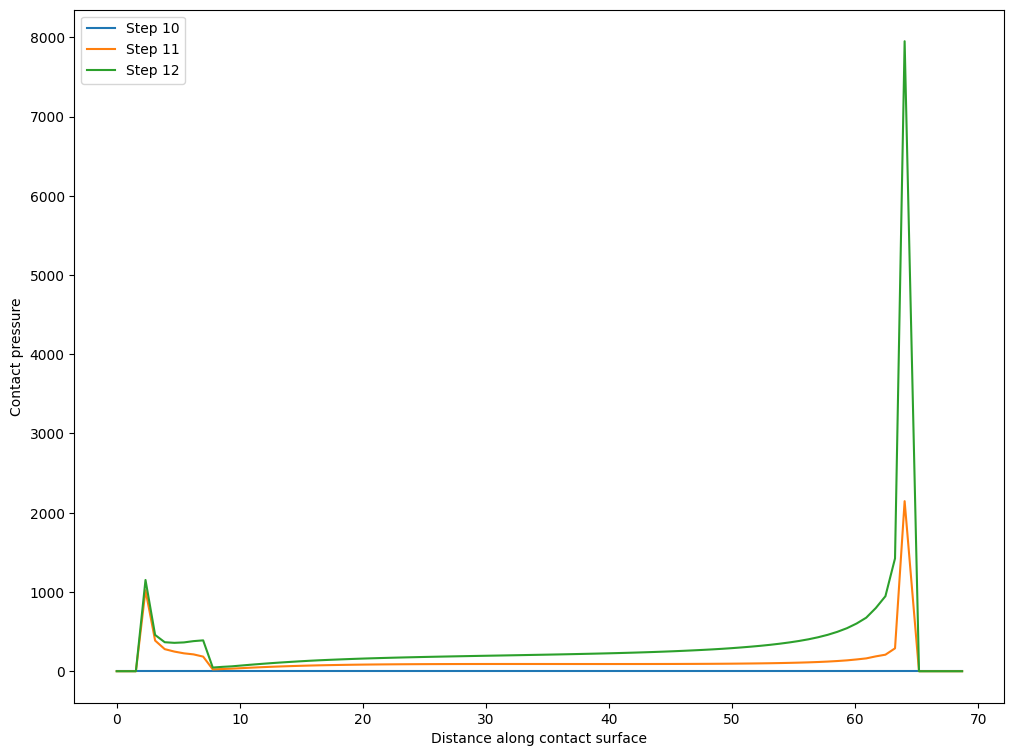 Step 10
Step 11
Step 12
8000
7000
6000
5000
4000
3000
2000
1000
0
Contact pressure
0 10 20 30 40 50 60 70
Distance along contact surface